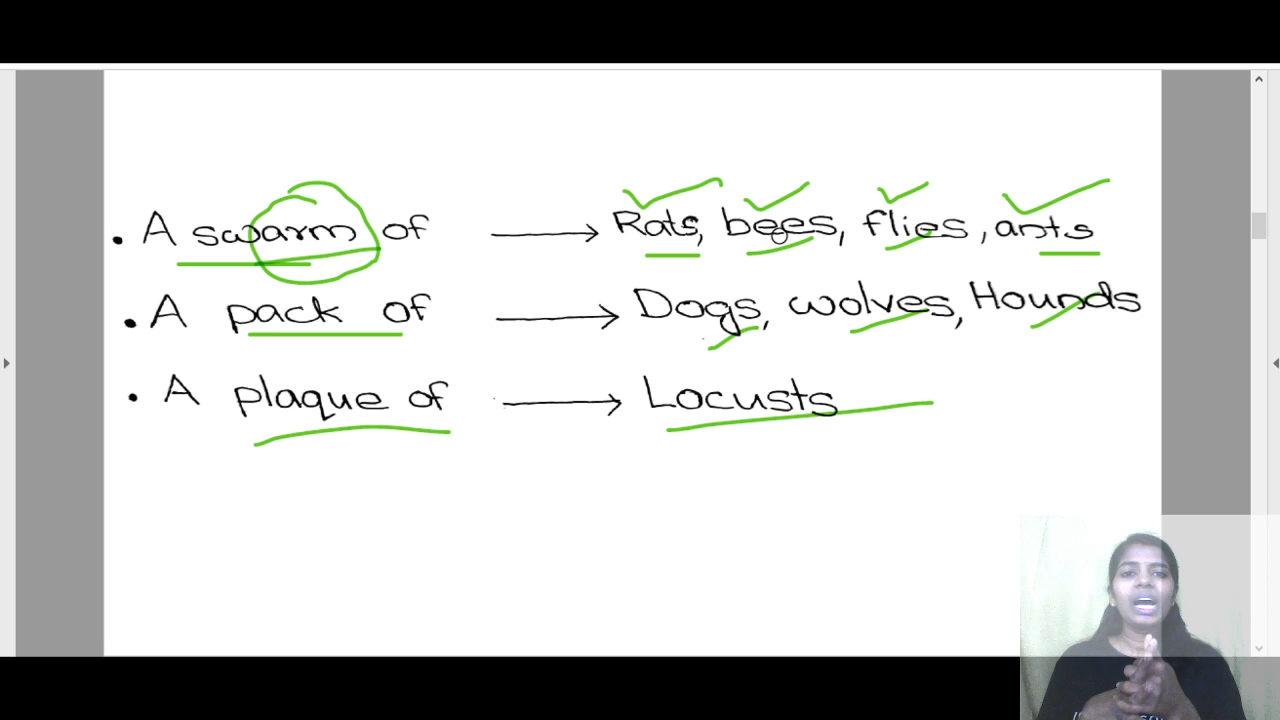 . A swarm of → Rats, bees, flies, ants
. A pack of → Dogs, wolves, Hounds
. A plaque of → Locusts